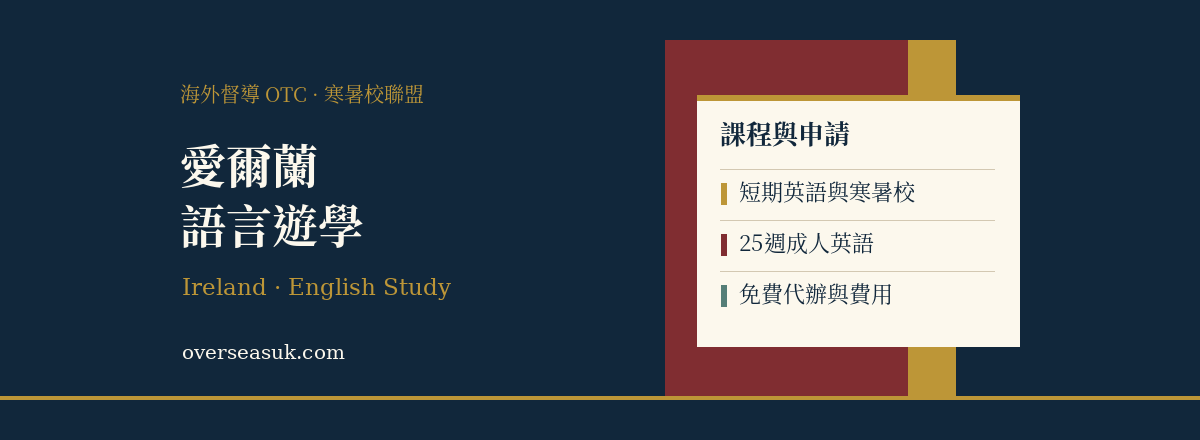 海外督導 OTC · 寒暑校聯盟
愛爾蘭
語言遊學
Ireland · English Study
overseasuk.com
課程與申請
短期英語與寒暑校
25週成人英語
免費代辦與費用